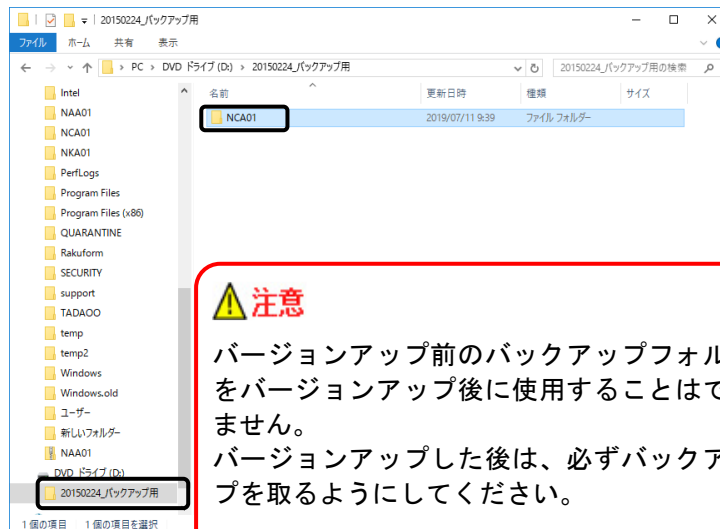 20150224_バックアップ用
ファイル ホーム 共有 表示
PC › DVD ドライブ (D:) › 20150224_バックアップ用
20150224_バックアップ用の検索
Intel
NAA01
NCA01
NKA01
PerfLogs
Program Files
Program Files (x86)
QUARANTINE
Rakuform
SECURITY
support
TADAOO
temp
temp2
Windows
Windows.old
ユーザー
新しいフォルダー
NAA01
DVD ドライブ (D:)
20150224_バックアップ用
名前 更新日時 種類 サイズ
NCA01 2019/07/11 9:39 ファイル フォルダー
注意
バージョンアップ前のバックアップフォル
をバージョンアップ後に使用することはで
ません。
バージョンアップした後は、必ずバックア
プを取るようにしてください。
1 個の項目 1 個の項目を選択